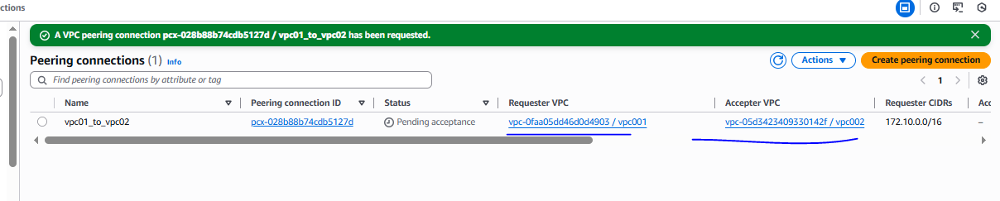 ctions
A VPC peering connection pcx-028b88b74cdb5127d / vpc01_to_vpc02 has been requested.
Peering connections (1) Info
Actions
Create peering connection
Find peering connections by attribute or tag
1
Name Peering connection ID Status Requester VPC Accepter VPC Requester CIDRs Acc
vpc01_to_vpc02 pcx-028b88b74cdb5127d Pending acceptance vpc-0faa05dd46d0d4903 / vpc001 vpc-05d3423409330142f / vpc002 172.10.0.0/16 –